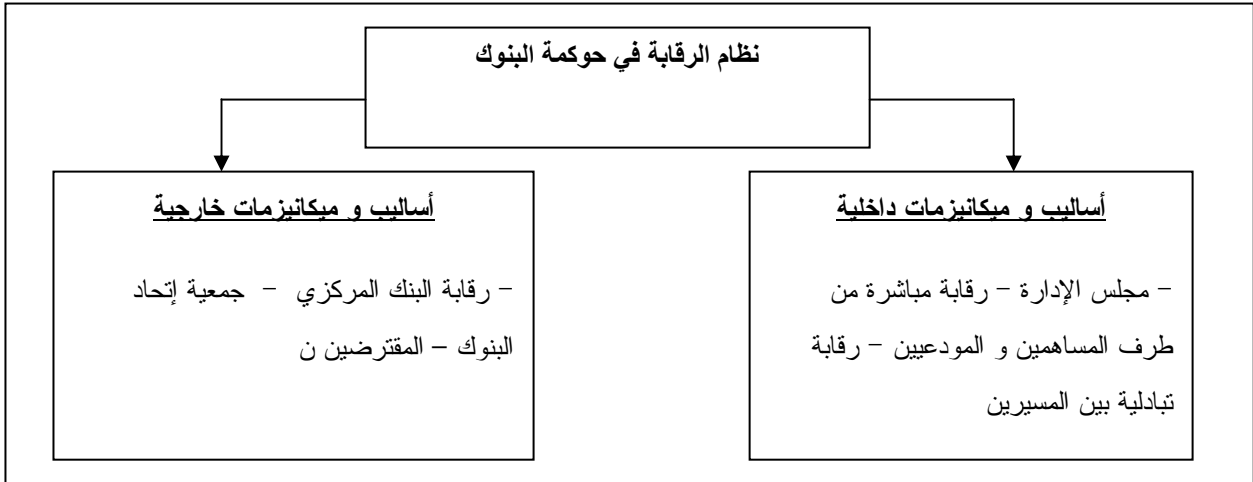 نظام الرقابة في حوكمة البنوك
أساليب و ميكانيزمات داخلية
– مجلس الإدارة – رقابة مباشرة من
طرف المساهمين و المودعيين – رقابة
تبادلية بين المسيرين
أساليب و ميكانيزمات خارجية
– رقابة البنك المركزي – جمعية إتحاد
البنوك – المقترضين ن